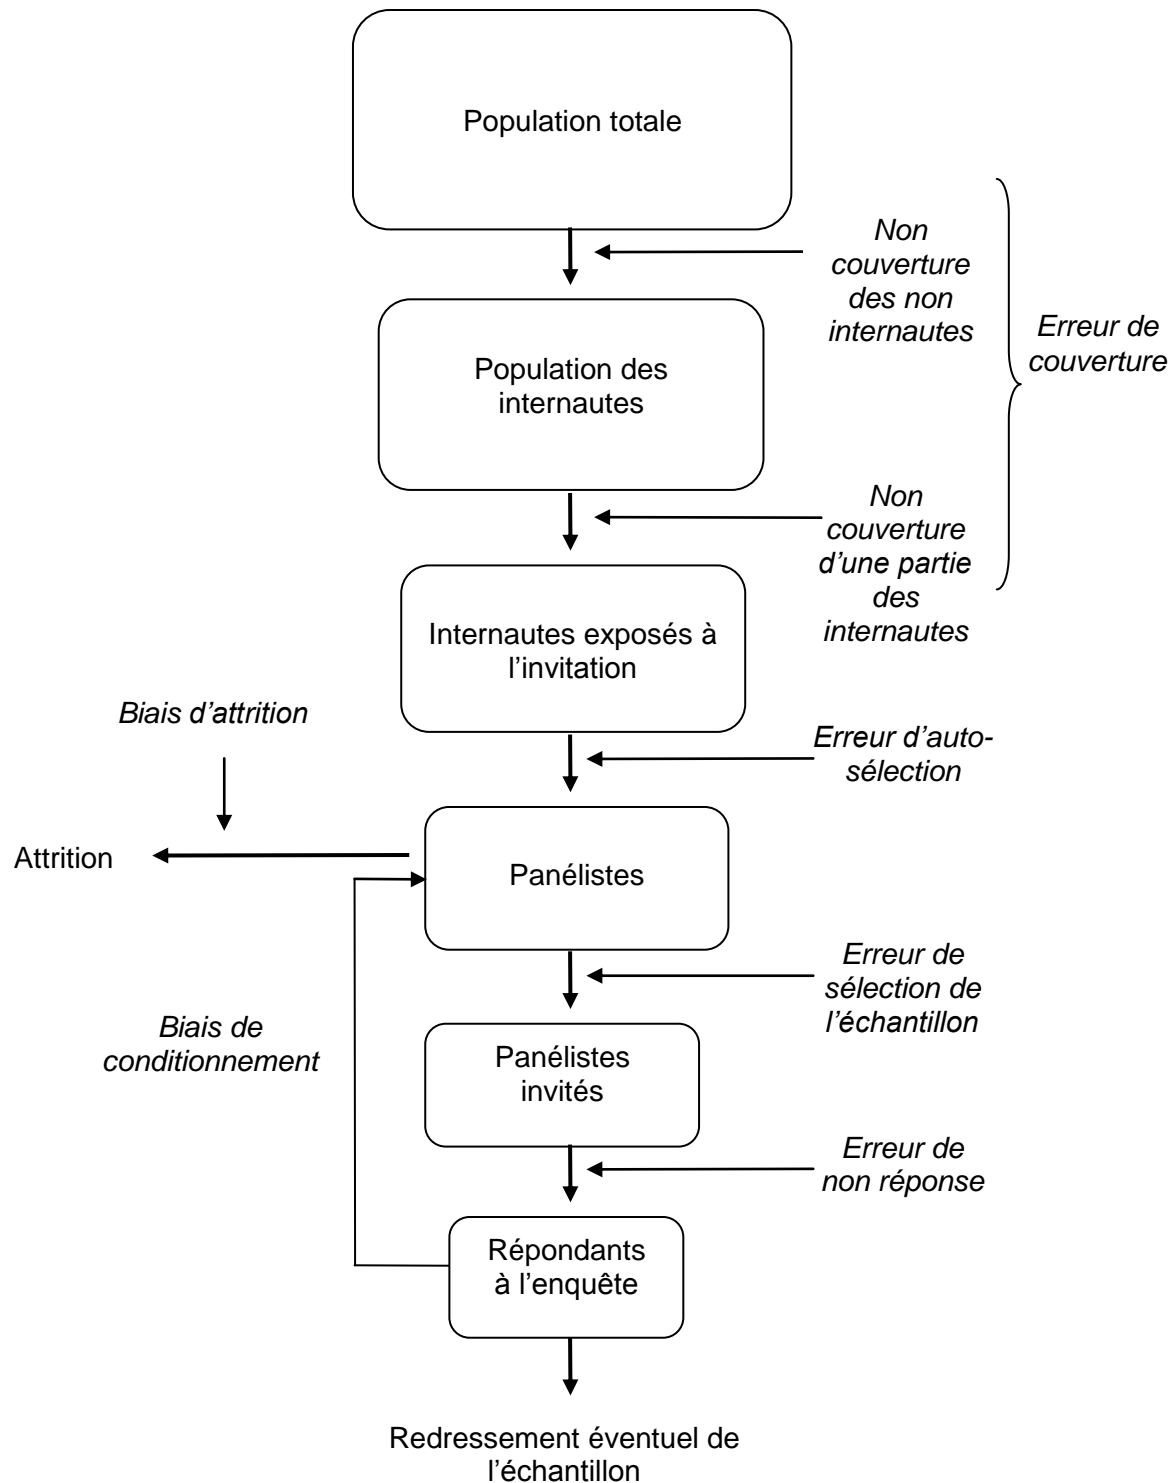 Population totale
Non
couverture
des non
internautes
Erreur de
couverture
Population des
internautes
Non
couverture
d’une partie
des
internautes
Internautes exposés à
l’invitation
Biais d’attrition
Erreur d’auto-
sélection
Attrition
Panélistes
Erreur de
sélection de
l’échantillon
Biais de
conditionnement
Panélistes
invités
Erreur de
non réponse
Répondants
à l’enquête
Redressement éventuel de
l’échantillon